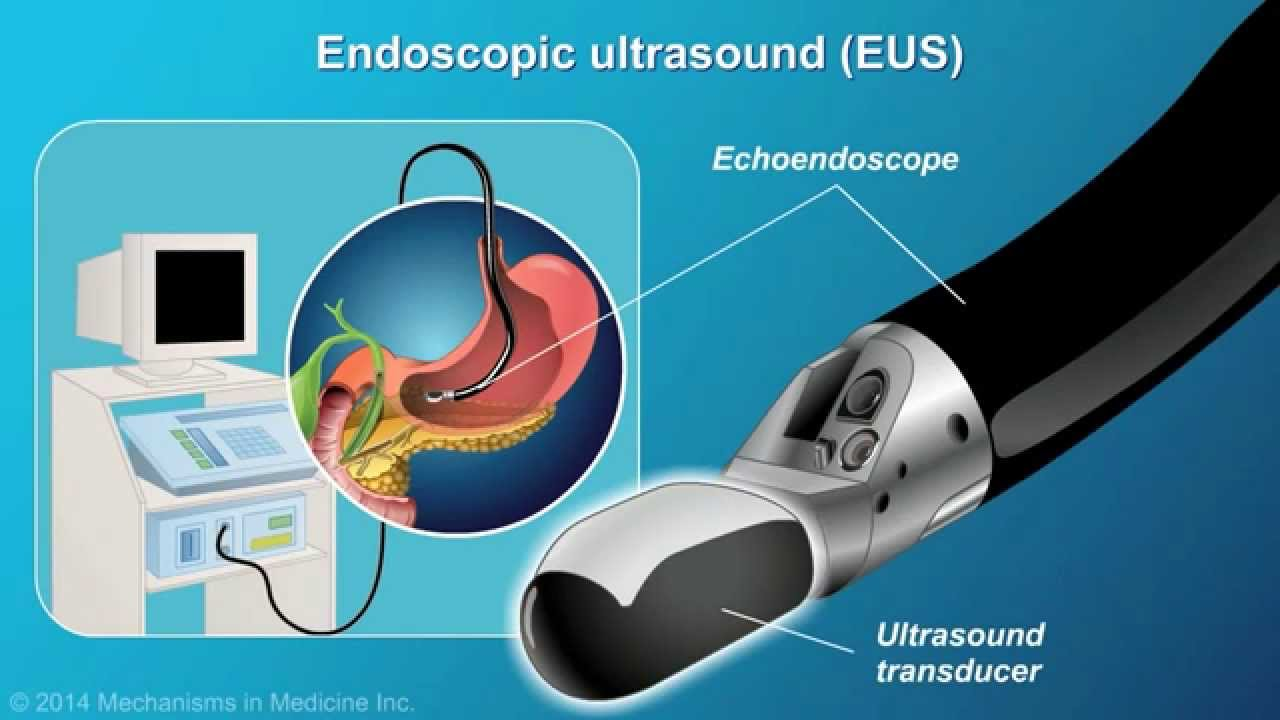 Endoscopic ultrasound (EUS)
Echoendoscope
Ultrasound
transducer
© 2014 Mechanisms in Medicine Inc.